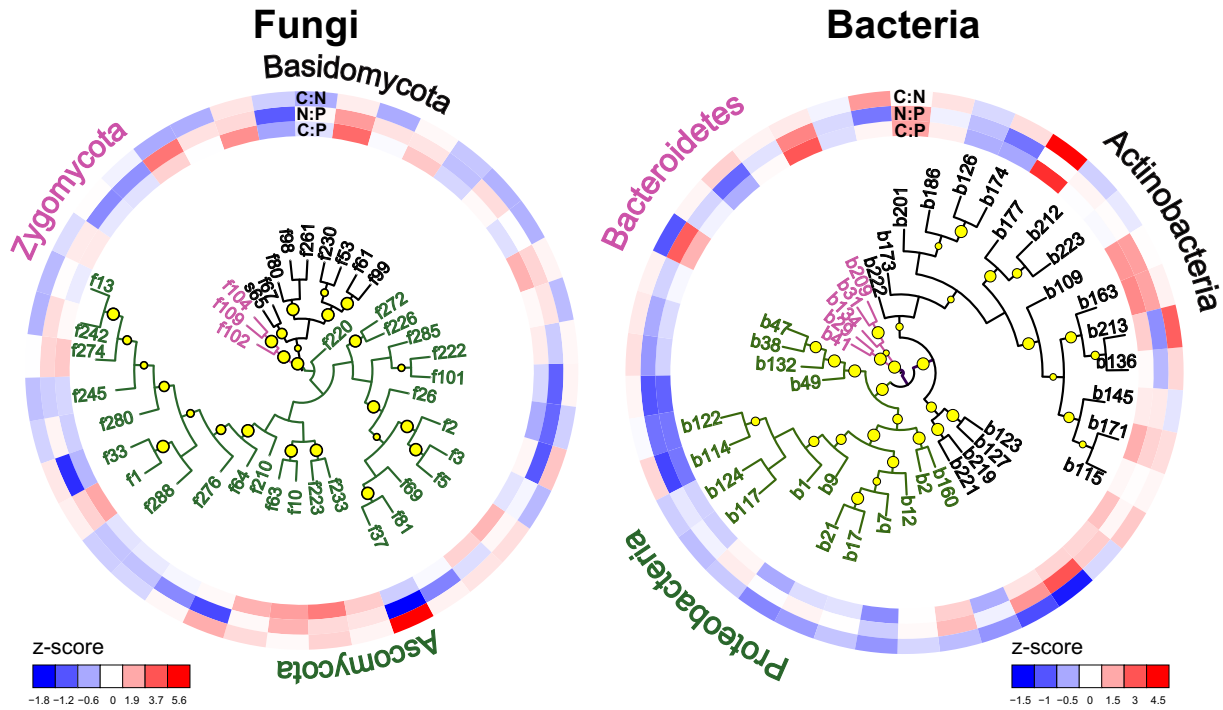 Fungi
Bacteria
Basidomycota
Zygomycota
Ascomycota
C:N
N:P
C:P
f98
f261
f230
f53
f61
f99
f80
f67
s65
f104
f109
f102
f220
f272
f226
f285
f222
f101
f26
f2
f3
f5
f69
f81
f37
f233
f223
f10
f63
f210
f64
f276
f288
f1
f33
f280
f245
f274
f242
f13
z-score
−1.8 −1.2 −0.6 0 1.9 3.7 5.6
Bacteroidetes
Actinobacteria
Proteobacteria
C:N
N:P
C:P
b201
b186
b126
b174
b177
b212
b223
b109
b163
b213
b136
b145
b171
b115
b123
b127
b219
b221
b160
b2
b12
b7
b17
b21
b9
b1
b117
b124
b114
b122
b49
b132
b38
b47
b41
b209
b222
b173
z-score
−1.5 −1 −0.5 0 1.5 3 4.5